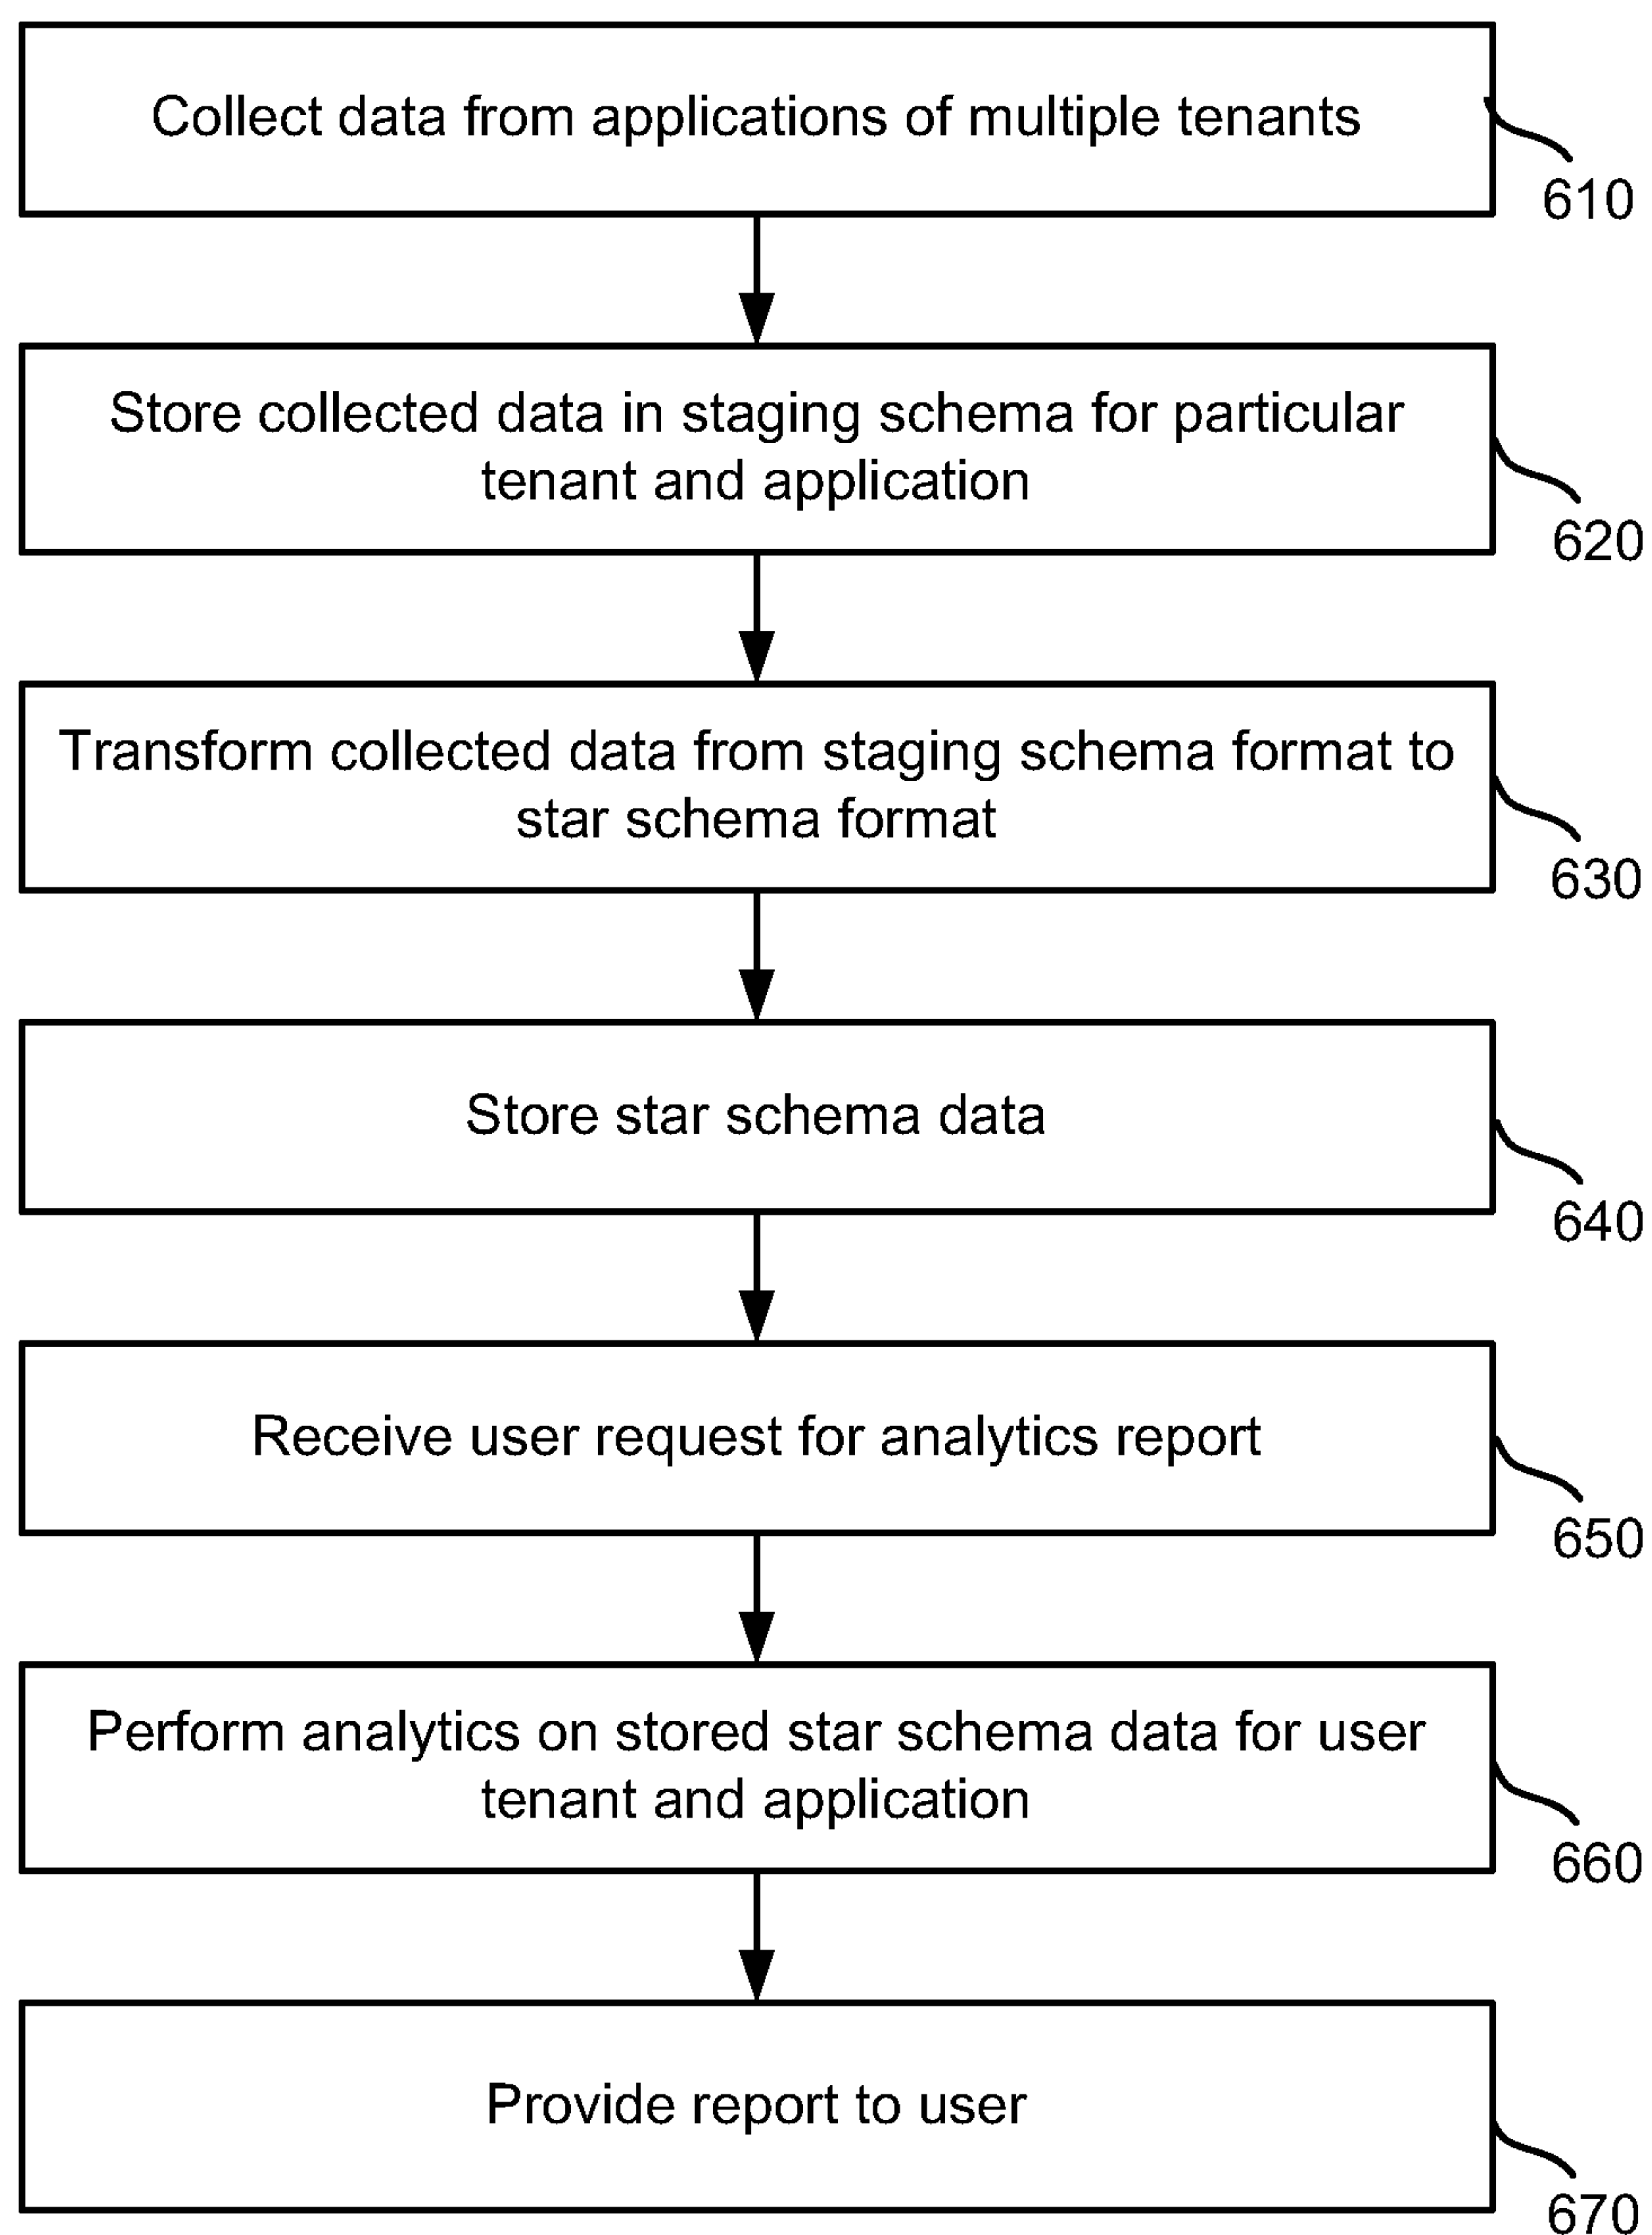 Collect data from applications of multiple tenants
610
Store collected data in staging schema for particular
tenant and application
620
Transform collected data from staging schema format to
star schema format
630
Store star schema data
640
Receive user request for analytics report
650
Perform analytics on stored star schema data for user
tenant and application
660
Provide report to user
670